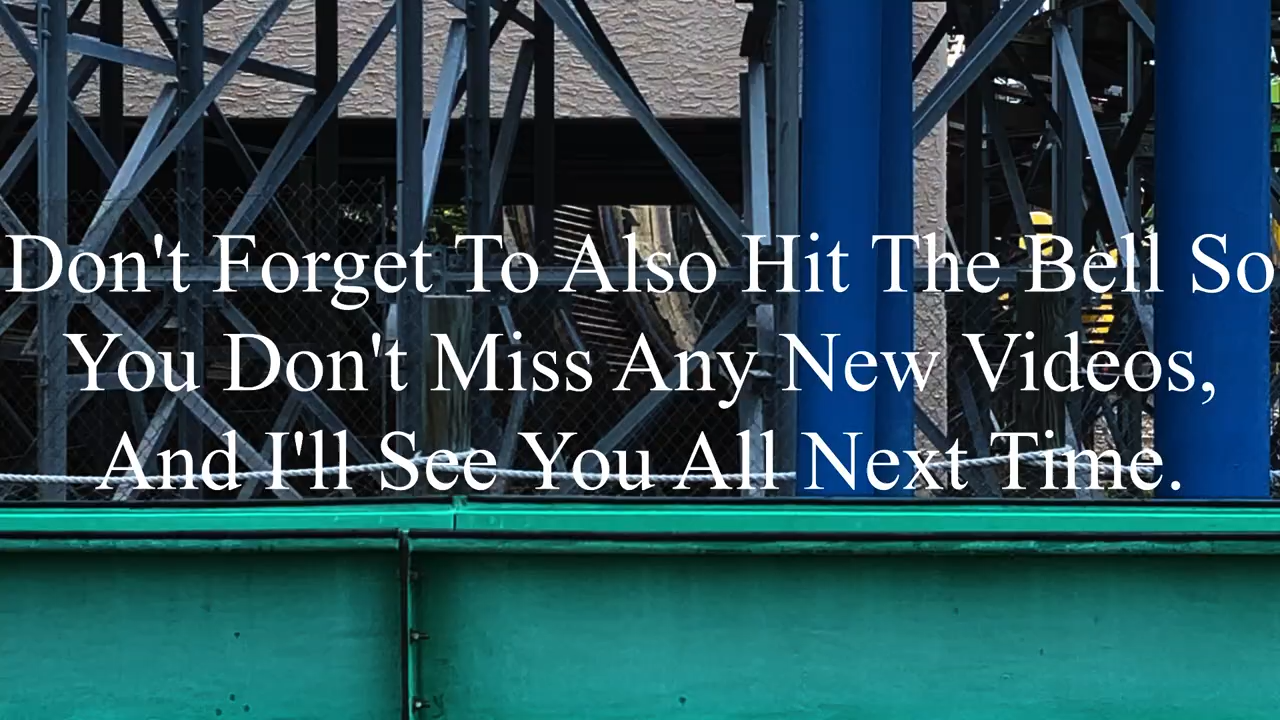 Don't Forget To Also Hit The Bell So
You Don't Miss Any New Videos,
And I'll See You All Next Time.